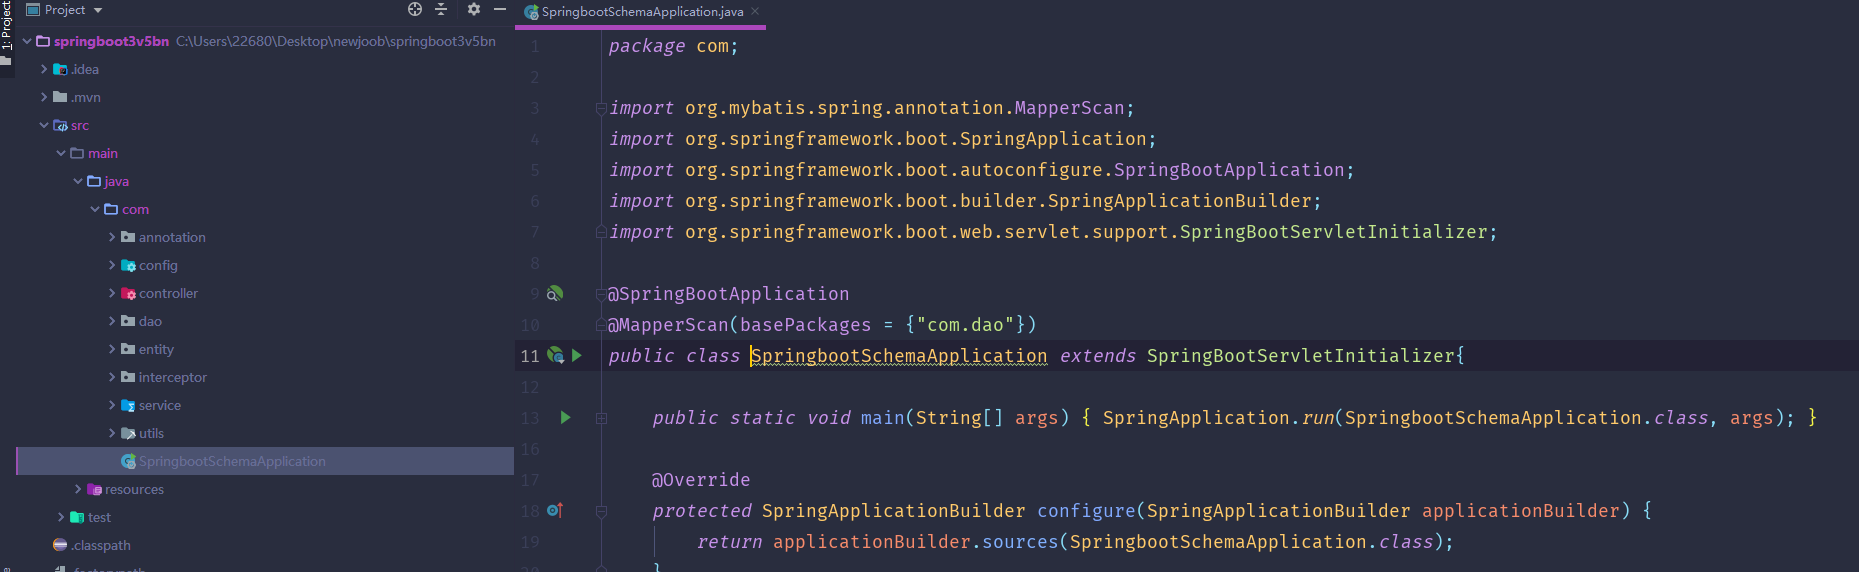 1: Project
Project
springboot3v5bn C:\Users\22680\Desktop\newjoob\springboot3v5bn
.idea
.mvn
src
main
java
com
annotation
config
controller
dao
entity
interceptor
service
utils
SpringbootSchemaApplication
resources
test
.classpath
.factorypath
SpringbootSchemaApplication.java
1 package com;
2
3 import org.mybatis.spring.annotation.MapperScan;
4 import org.springframework.boot.SpringApplication;
5 import org.springframework.boot.autoconfigure.SpringBootApplication;
6 import org.springframework.boot.builder.SpringApplicationBuilder;
7 import org.springframework.boot.web.servlet.support.SpringBootServletInitializer;
8
9 @SpringBootApplication
10 @MapperScan(basePackages = {"com.dao"})
11 public class SpringbootSchemaApplication extends SpringBootServletInitializer{
12
13 public static void main(String[] args) { SpringApplication.run(SpringbootSchemaApplication.class, args); }
16
17 @Override
18 protected SpringApplicationBuilder configure(SpringApplicationBuilder applicationBuilder) {
19 return applicationBuilder.sources(SpringbootSchemaApplication.class);
20 }